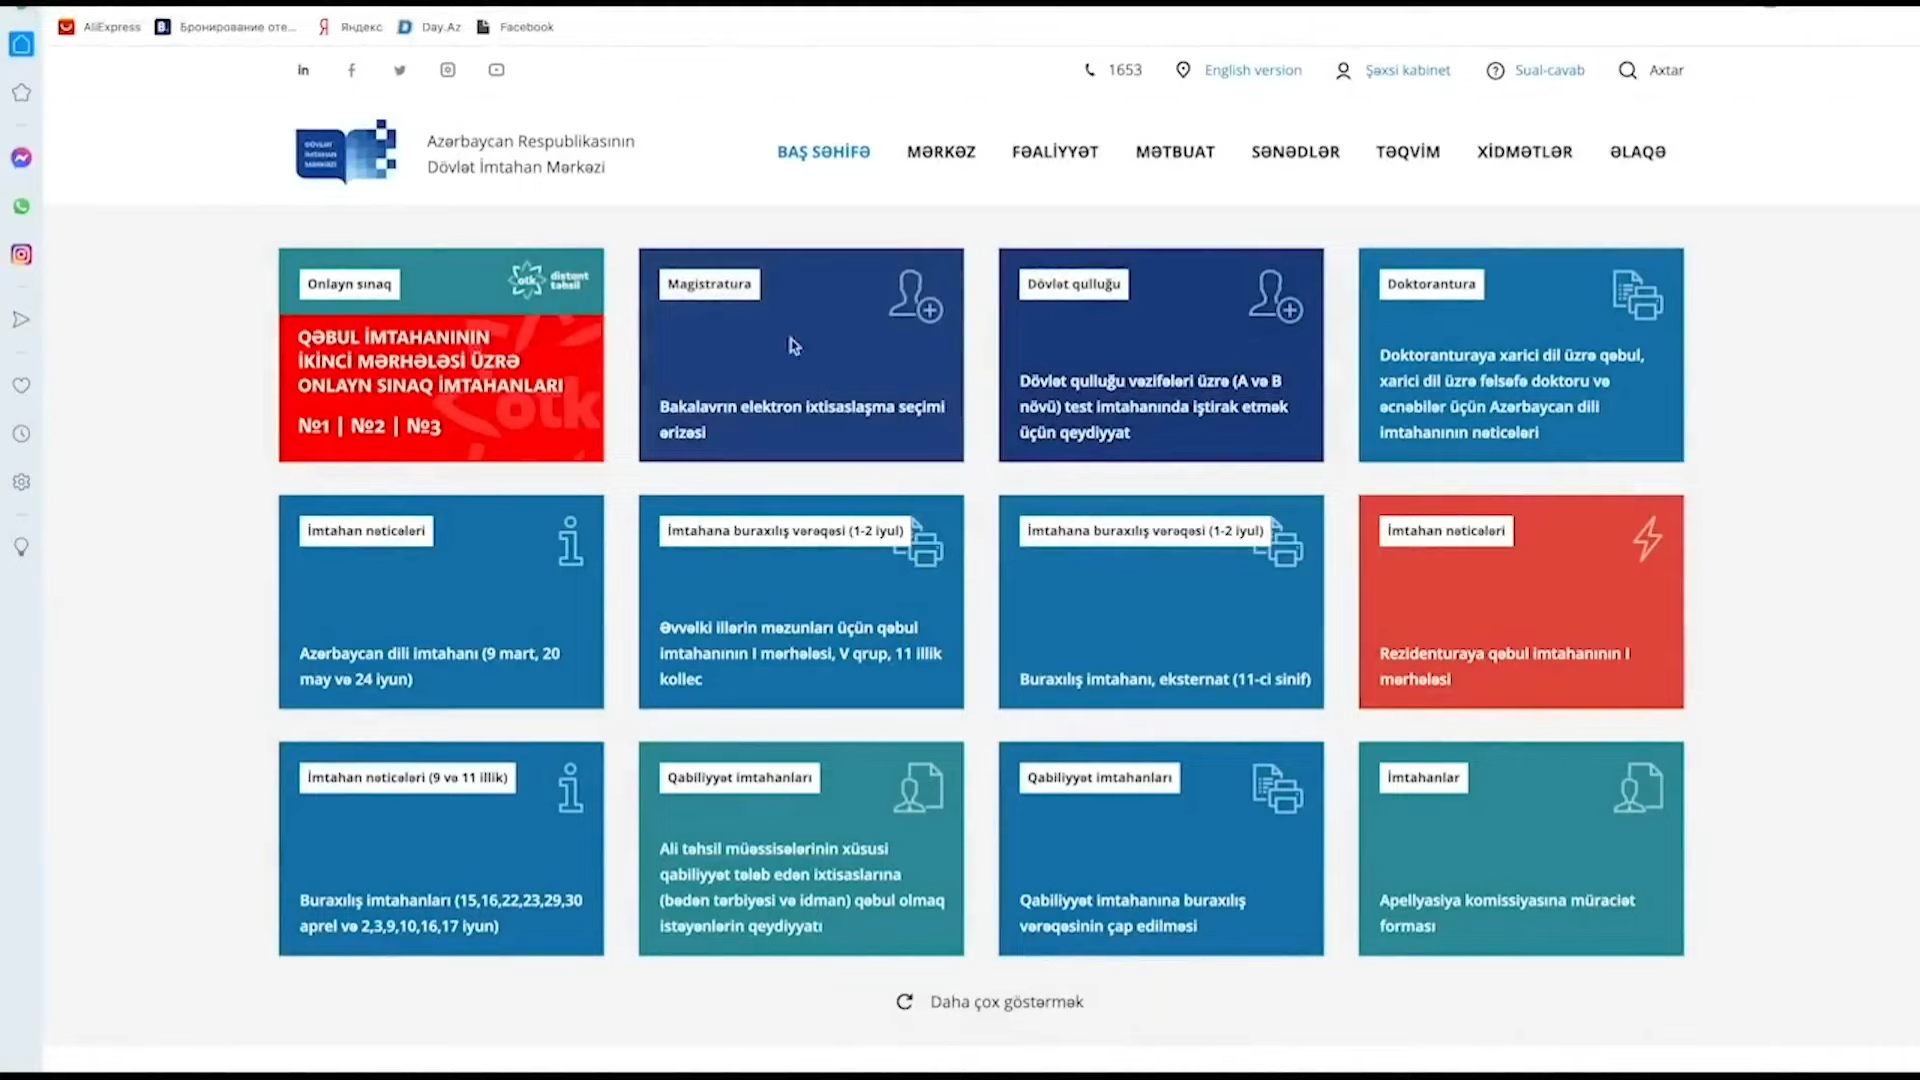 AliExpress
Бронирование оте...
Яндекс
Day.Az
Facebook
1653
English version
Şəxsi kabinet
Sual-cavab
Axtar
DÖVLƏT
İMTAHAN
MƏRKƏZİ
Azərbaycan Respublikasının
Dövlət İmtahan Mərkəzi
BAŞ SƏHİFƏ
MƏRKƏZ
FƏALİYYƏT
MƏTBUAT
SƏNƏDLƏR
TƏQVİM
XİDMƏTLƏR
ƏLAQƏ
Onlayn sınaq
otk
distant
təhsil
QƏBUL İMTAHANININ
İKİNCİ MƏRHƏLƏSİ ÜZRƏ
ONLAYN SINAQ İMTAHANLARI
№1 | №2 | №3
otk
Magistratura
Bakalavrın elektron ixtisaslaşma seçimi
ərizəsi
Dövlət qulluğu
Dövlət qulluğu vəzifələri üzrə (A və B
növü) test imtahanında iştirak etmək
üçün qeydiyyat
Doktorantura
Doktoranturaya xarici dil üzrə qəbul,
xarici dil üzrə fəlsəfə doktoru və
əcnəbilər üçün Azərbaycan dili
imtahanının nəticələri
İmtahan nəticələri
Azərbaycan dili imtahanı (9 mart, 20
may və 24 iyun)
İmtahana buraxılış vərəqəsi (1-2 iyul)
Əvvəlki illərin məzunları üçün qəbul
imtahanının I mərhələsi, V qrup, 11 illik
kollec
İmtahana buraxılış vərəqəsi (1-2 iyul)
Buraxılış imtahanı, eksternat (11-ci sinif)
İmtahan nəticələri
Rezidenturaya qəbul imtahanının I
mərhələsi
İmtahan nəticələri (9 və 11 illik)
Buraxılış imtahanları (15,16,22,23,29,30
aprel və 2,3,9,10,16,17 iyun)
Qabiliyyət imtahanları
Ali təhsil müəssisələrinin xüsusi
qabiliyyət tələb edən ixtisaslarına
(bədən tərbiyəsi və idman) qəbul olmaq
istəyənlərin qeydiyyatı
Qabiliyyət imtahanları
Qabiliyyət imtahanına buraxılış
vərəqəsinin çap edilməsi
İmtahanlar
Apellyasiya komissiyasına müraciət
forması
Daha çox göstərmək